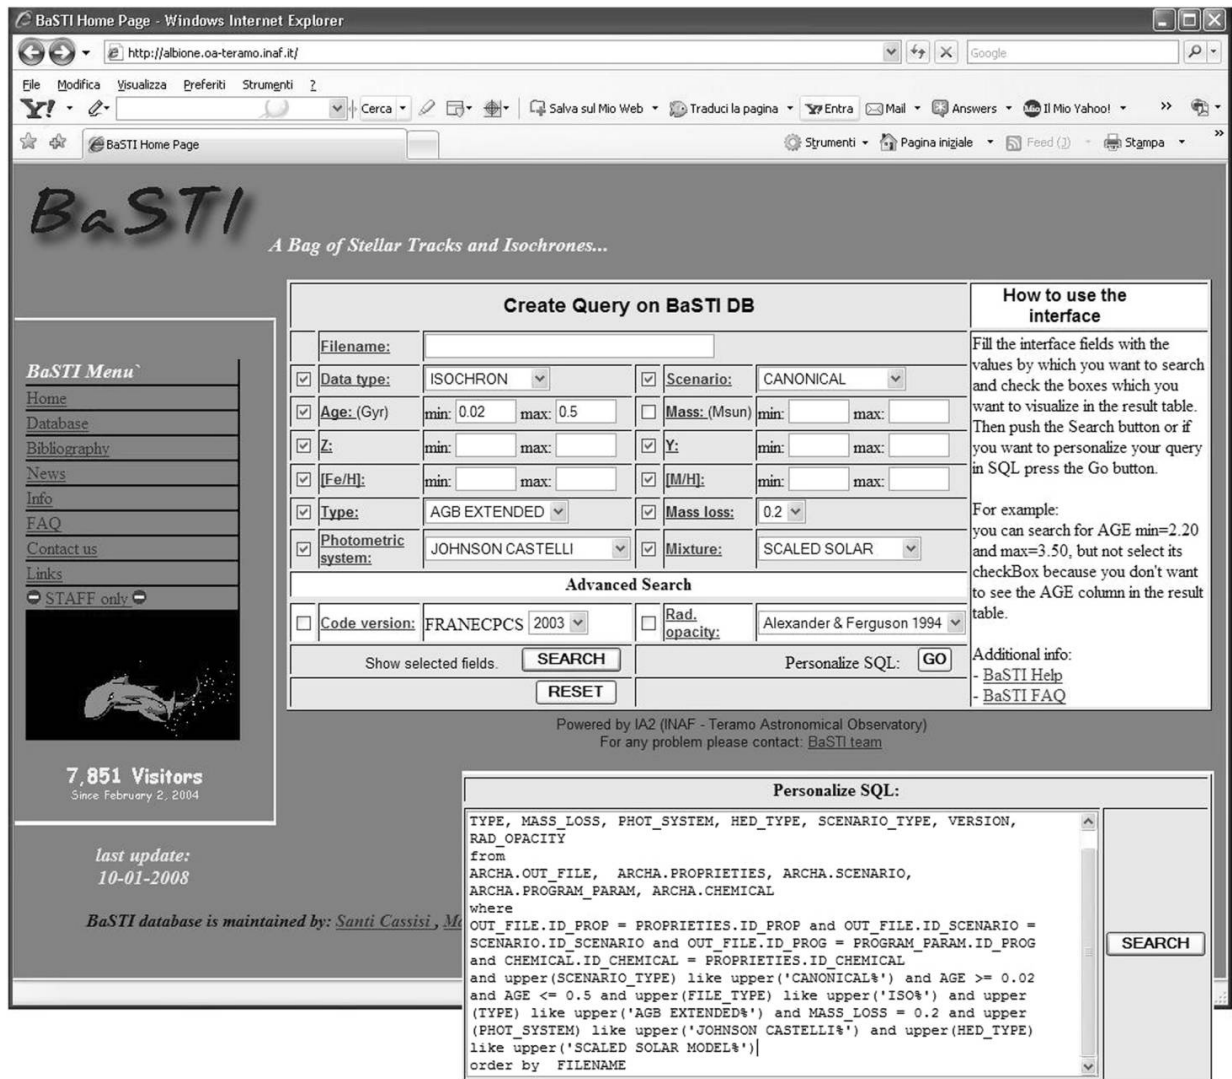 BaSTI Home Page - Windows Internet Explorer
http://albione.oa-teramo.inaf.it/
Google
File Modifica Visualizza Preferiti Strumenti ?
Y! Cerca Salva sul Mio Web Traduci la pagina Entra Mail Answers Il Mio Yahoo! »
BaSTI Home Page Strumenti Pagina iniziale Feed (J) Stampa »
BaSTI
A Bag of Stellar Tracks and Isochrones...
BaSTI Menu`
Home
Database
Bibliography
News
Info
FAQ
Contact us
Links
STAFF only
7,851 Visitors
Since February 2, 2004
last update:
10-01-2008
Create Query on BaSTI DB
Filename:
Data type: ISOCHRON Scenario: CANONICAL
Age: (Gyr) min: 0.02 max: 0.5 Mass: (Msun) min: max:
Z: min: max: Y: min: max:
[Fe/H]: min: max: [M/H]: min: max:
Type: AGB EXTENDED Mass loss: 0.2
Photometric system: JOHNSON CASTELLI Mixture: SCALED SOLAR
Advanced Search
Code version: FRANECPCS 2003 Rad. opacity: Alexander & Ferguson 1994
Show selected fields. SEARCH Personalize SQL: GO
RESET
How to use the
interface
Fill the interface fields with the
values by which you want to search
and check the boxes which you
want to visualize in the result table.
Then push the Search button or if
you want to personalize your query
in SQL press the Go button.
For example:
you can search for AGE min=2.20
and max=3.50, but not select its
checkBox because you don't want
to see the AGE column in the result
table.
Additional info:
- BaSTI Help
- BaSTI FAQ
Powered by IA2 (INAF - Teramo Astronomical Observatory)
For any problem please contact: BaSTI team
BaSTI database is maintained by: Santi Cassisi ,
Personalize SQL:
TYPE, MASS_LOSS, PHOT_SYSTEM, HED_TYPE, SCENARIO_TYPE, VERSION,
RAD_OPACITY
from
ARCHA.OUT_FILE, ARCHA.PROPRIETIES, ARCHA.SCENARIO,
ARCHA.PROGRAM_PARAM, ARCHA.CHEMICAL
where
OUT_FILE.ID_PROP = PROPRIETIES.ID_PROP and OUT_FILE.ID_SCENARIO =
SCENARIO.ID_SCENARIO and OUT_FILE.ID_PROG = PROGRAM_PARAM.ID_PROG
and CHEMICAL.ID_CHEMICAL = PROPRIETIES.ID_CHEMICAL
and upper(SCENARIO_TYPE) like upper('CANONICAL%') and AGE >= 0.02
and AGE <= 0.5 and upper(FILE_TYPE) like upper('ISO%') and upper
(TYPE) like upper('AGB EXTENDED%') and MASS_LOSS = 0.2 and upper
(PHOT_SYSTEM) like upper('JOHNSON CASTELLI%') and upper(HED_TYPE)
like upper('SCALED SOLAR MODEL%')
order by FILENAME
SEARCH